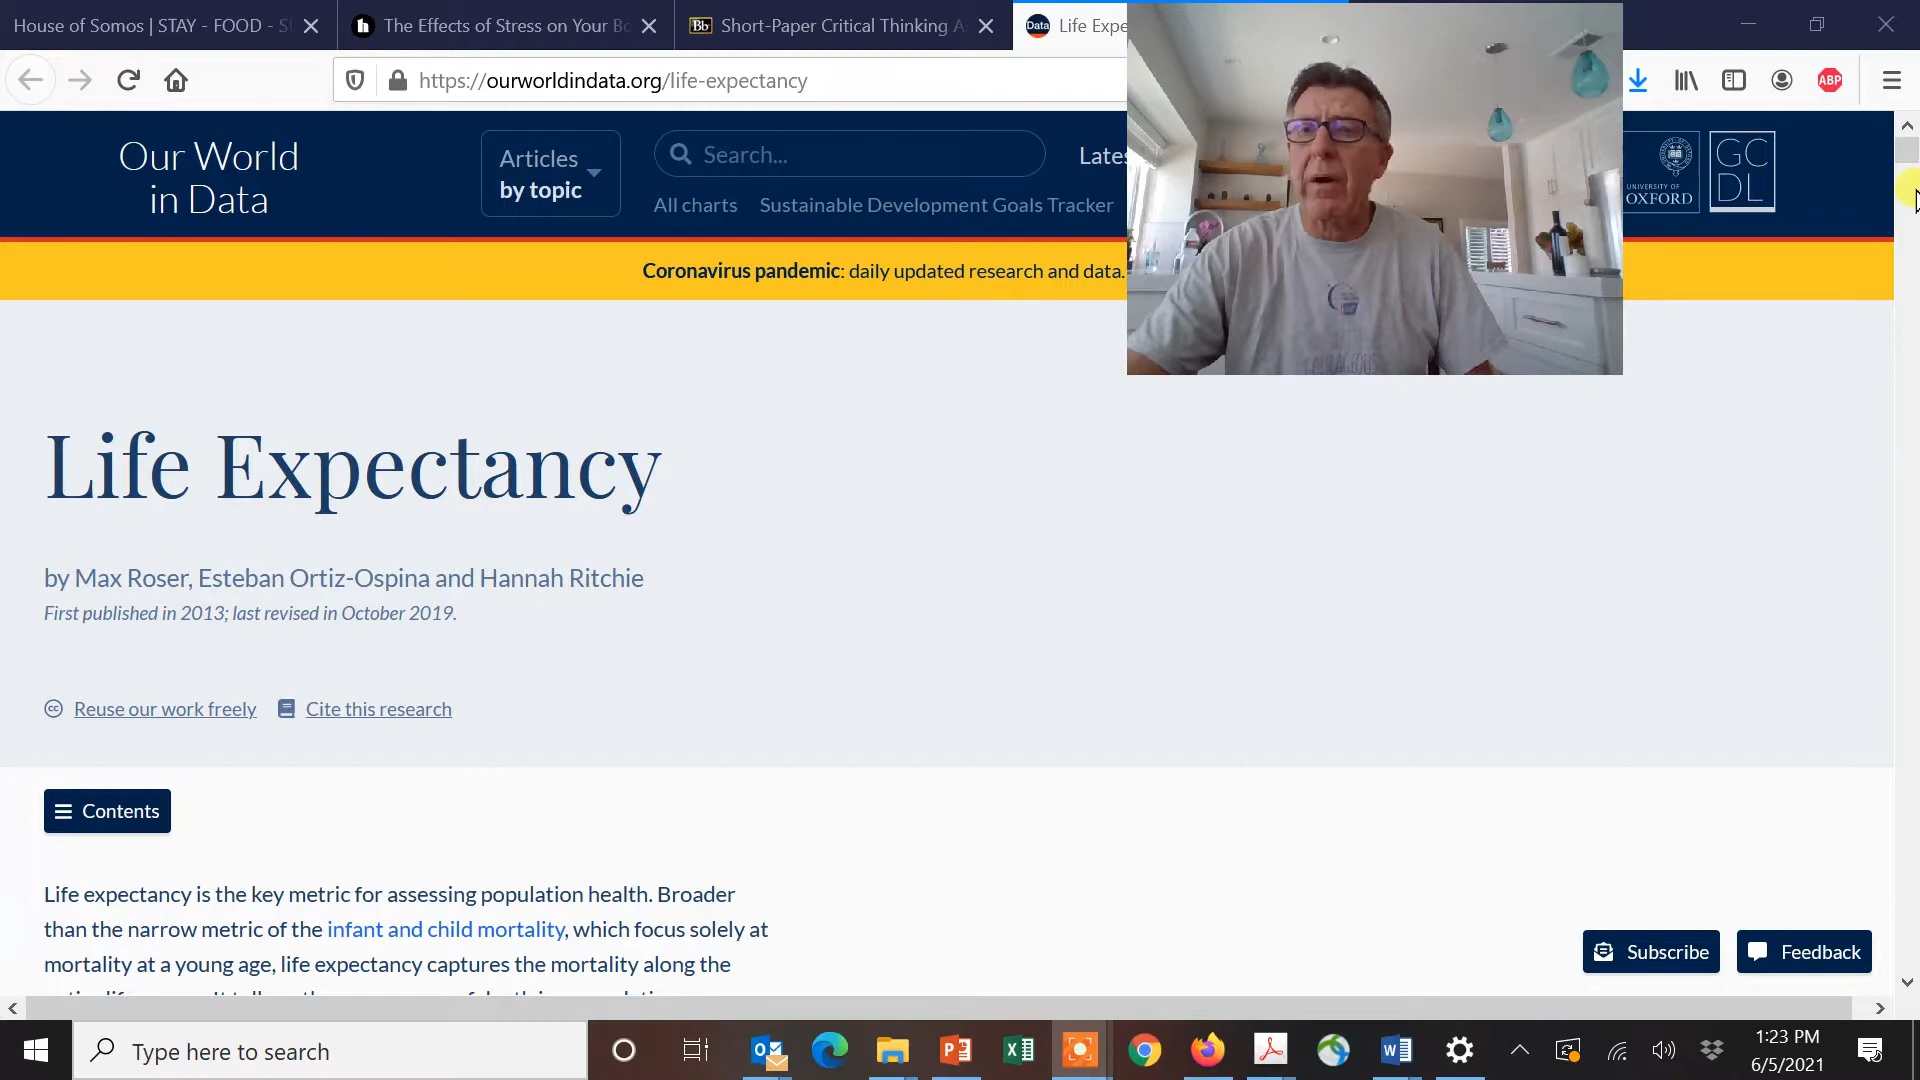 House of Somos | STAY - FOOD - S
The Effects of Stress on Your Bo
Bb
Short-Paper Critical Thinking A
Data
Life Expe
https://ourworldindata.org/life-expectancy
ABP
Our World
in Data
Articles
by topic
Search...
Lates
All charts
Sustainable Development Goals Tracker
UNIVERSITY OF
OXFORD
GC
DL
Coronavirus pandemic: daily updated research and data.
Life Expectancy
by Max Roser, Esteban Ortiz-Ospina and Hannah Ritchie
First published in 2013; last revised in October 2019.
cc
Reuse our work freely
Cite this research
Contents
Life expectancy is the key metric for assessing population health. Broader
than the narrow metric of the infant and child mortality, which focus solely at
mortality at a young age, life expectancy captures the mortality along the
Subscribe
Feedback
Type here to search
1:23 PM
6/5/2021